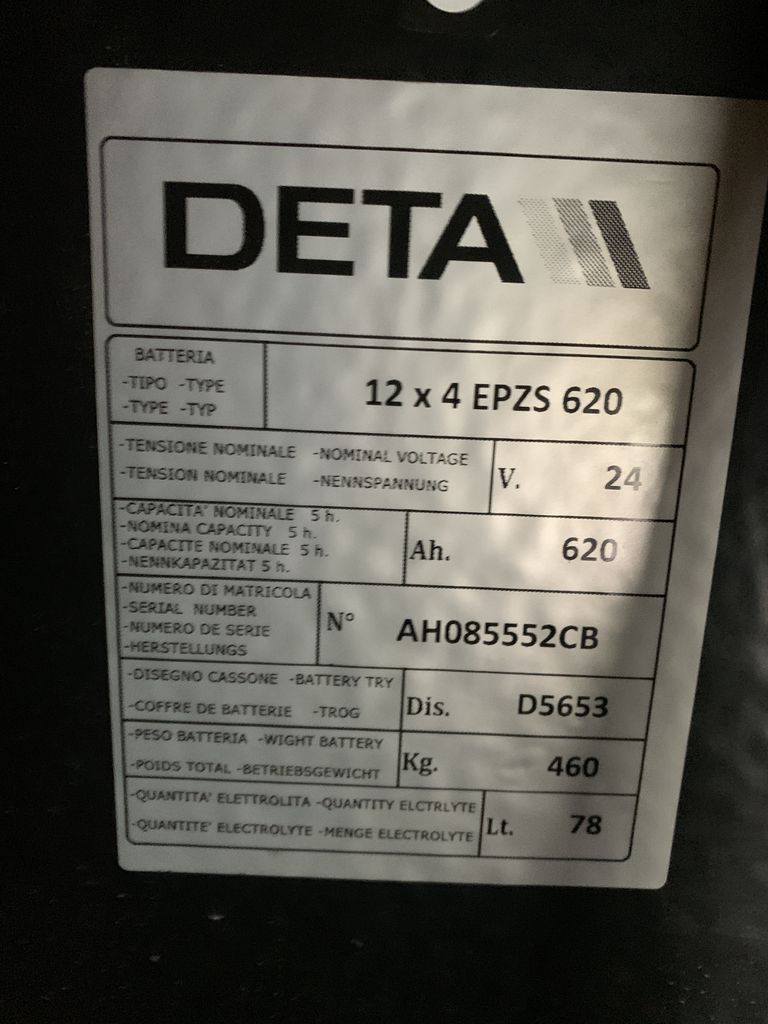 DETA
BATTERIA
-TIPO -TYPE
-TYPE -TYP
12 x 4 EPZS 620
-TENSIONE NOMINALE -NOMINAL VOLTAGE
-TENSION NOMINALE -NENNSPANNUNG
V. 24
-CAPACITA' NOMINALE 5 h.
-NOMINA CAPACITY 5 h.
-CAPACITE NOMINALE 5 h.
-NENNKAPAZITAT 5 h.
Ah. 620
-NUMERO DI MATRICOLA
-SERIAL NUMBER
-NUMERO DE SERIE
-HERSTELLUNGS
N° AH085552CB
-DISEGNO CASSONE -BATTERY TRY
-COFFRE DE BATTERIE -TROG
Dis. D5653
-PESO BATTERIA -WIGHT BATTERY
-POIDS TOTAL -BETRIEBSGEWICHT
Kg. 460
-QUANTITA' ELETTROLITA -QUANTITY ELCTRLYTE
-QUANTITE' ELECTROLYTE -MENGE ELECTROLYTE
Lt. 78